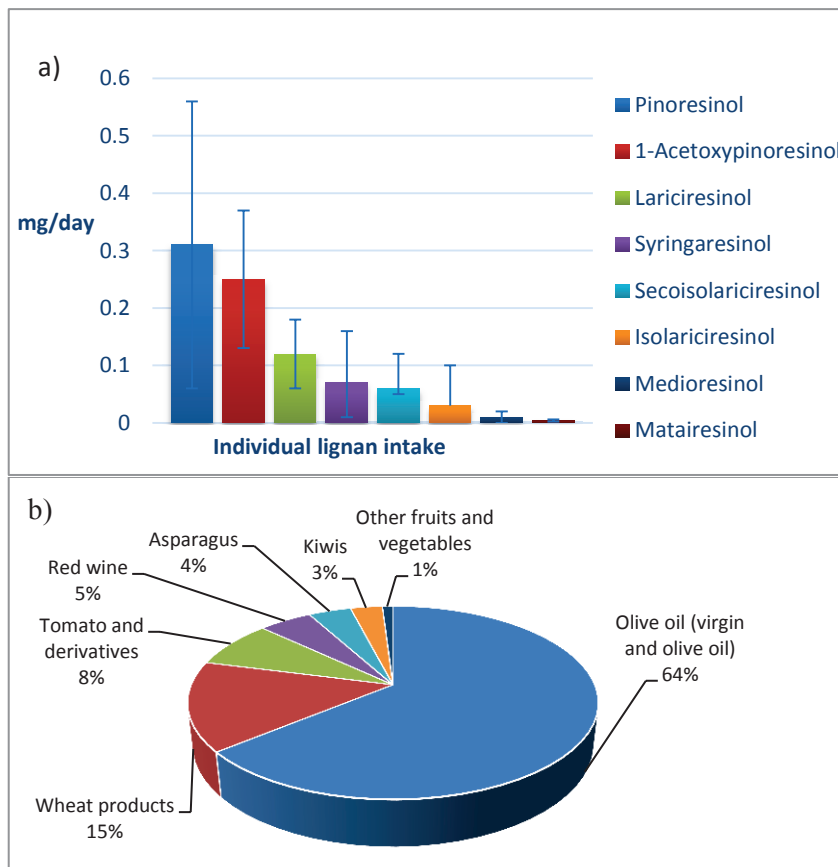 a)
0.6
0.5
0.4
mg/day
0.3
0.2
0.1
0
Individual lignan intake
Pinoresinol
1-Acetoxypinoresinol
Lariciresinol
Syringaresinol
Secoisolariciresinol
Isolariciresinol
Medioresinol
Matairesinol
b)
Other fruits and
vegetables
1%
Kiwis
3%
Asparagus
4%
Red wine
5%
Tomato and
derivatives
8%
Wheat products
15%
Olive oil (virgin
and olive oil)
64%